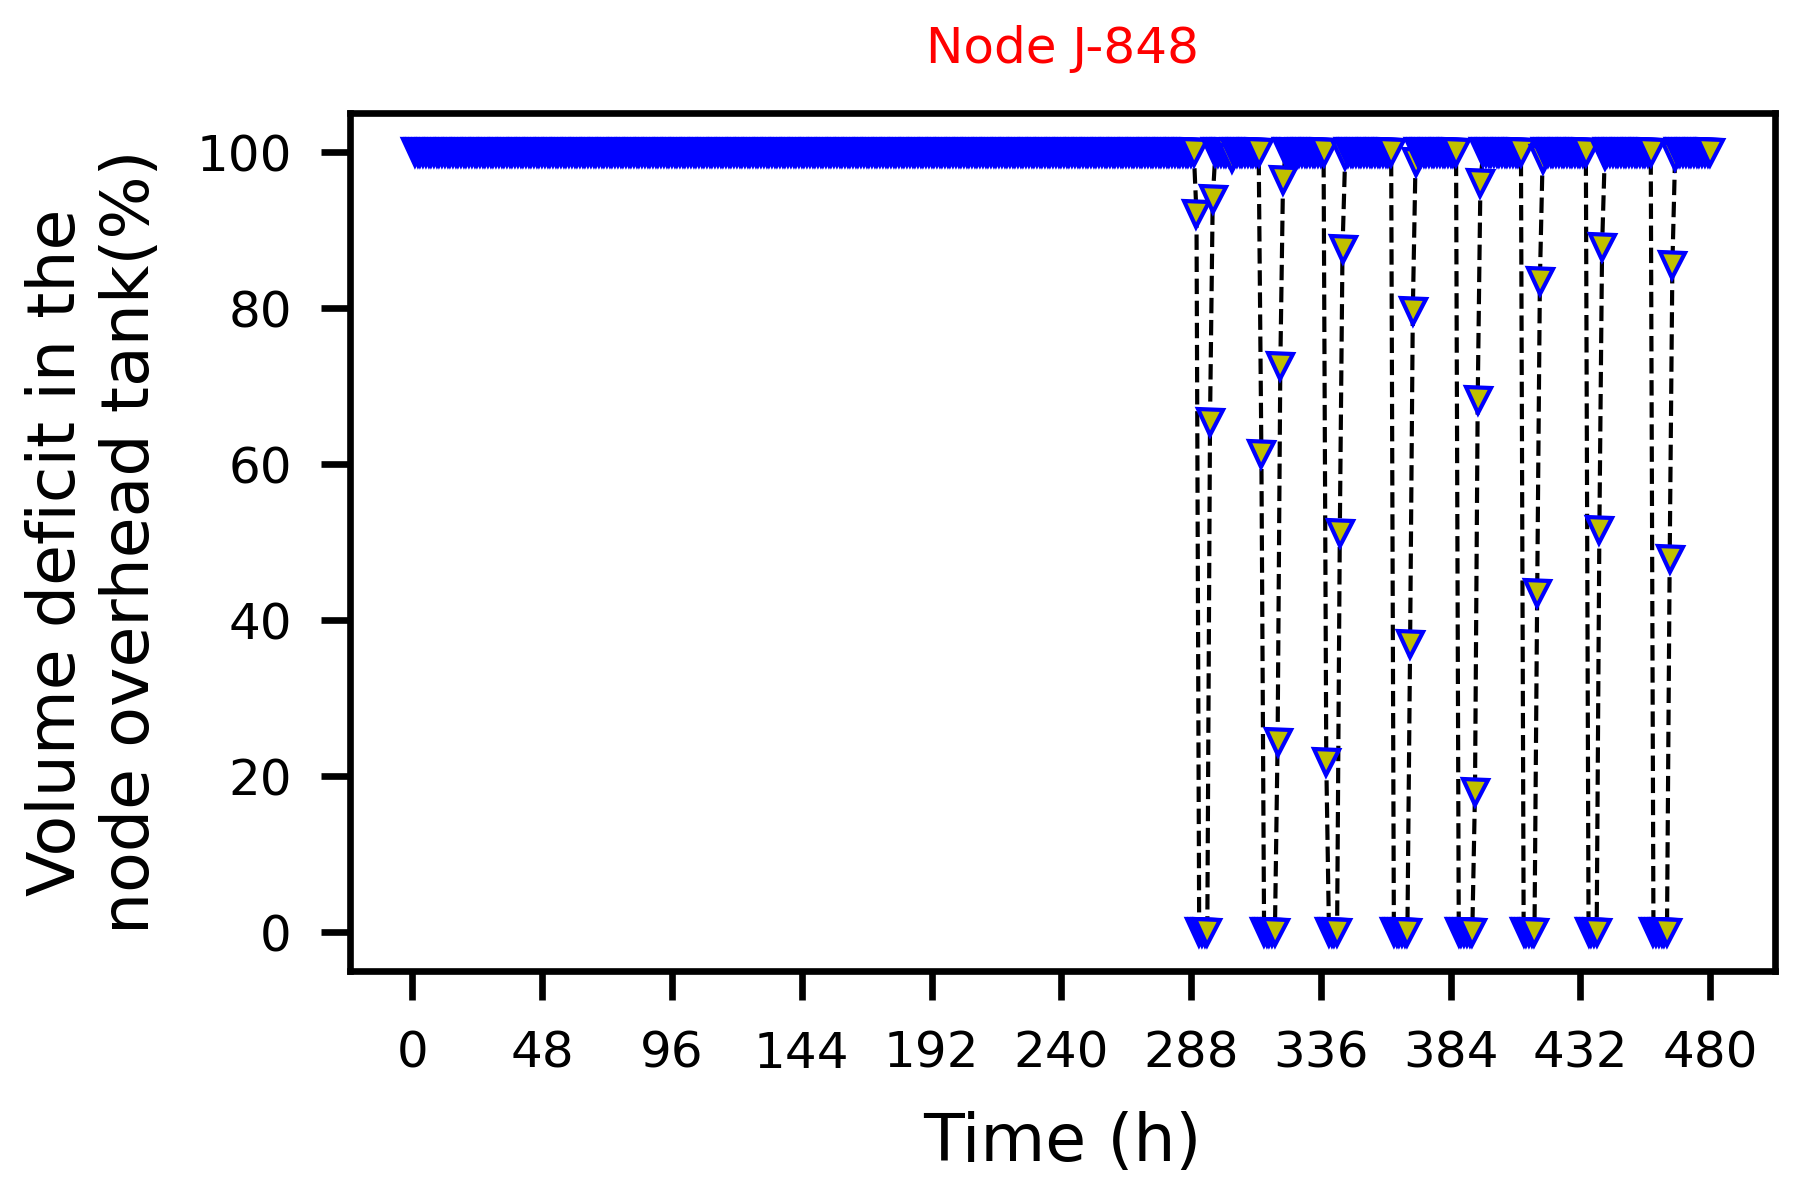 Node J-848
Volume deficit in the
node overhead tank(%)
100
80
60
40
20
0
0 48 96 144 192 240 288 336 384 432 480
Time (h)